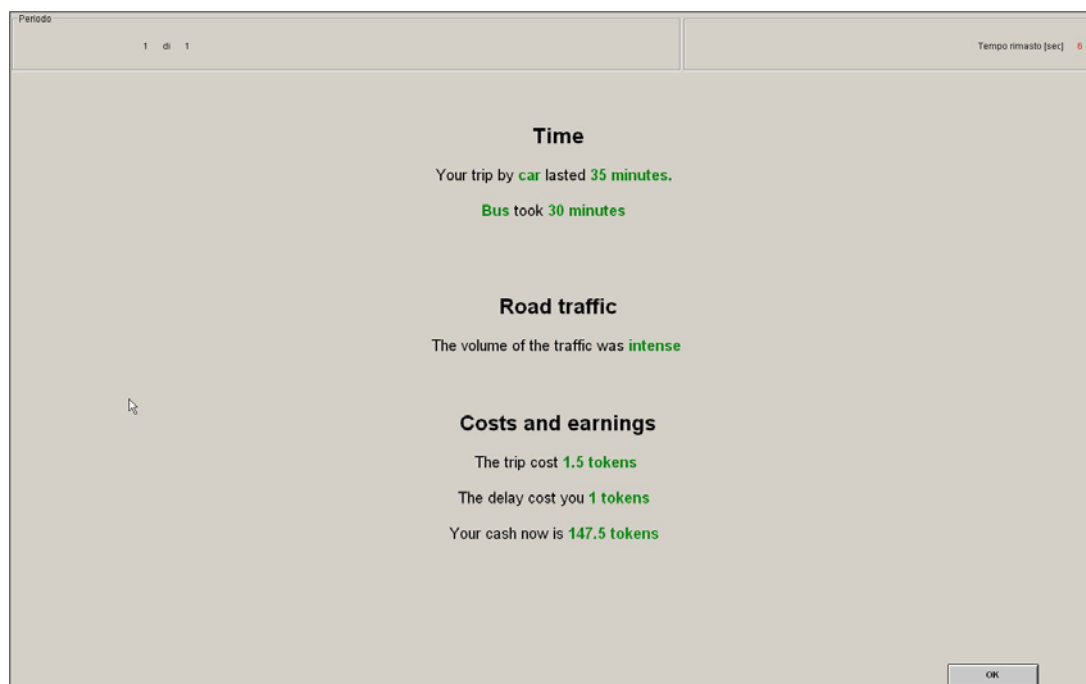 Periodo
1 di 1
Tempo rimasto [sec] 6
Time
Your trip by car lasted 35 minutes.
Bus took 30 minutes
Road traffic
The volume of the traffic was intense
Costs and earnings
The trip cost 1.5 tokens
The delay cost you 1 tokens
Your cash now is 147.5 tokens
OK